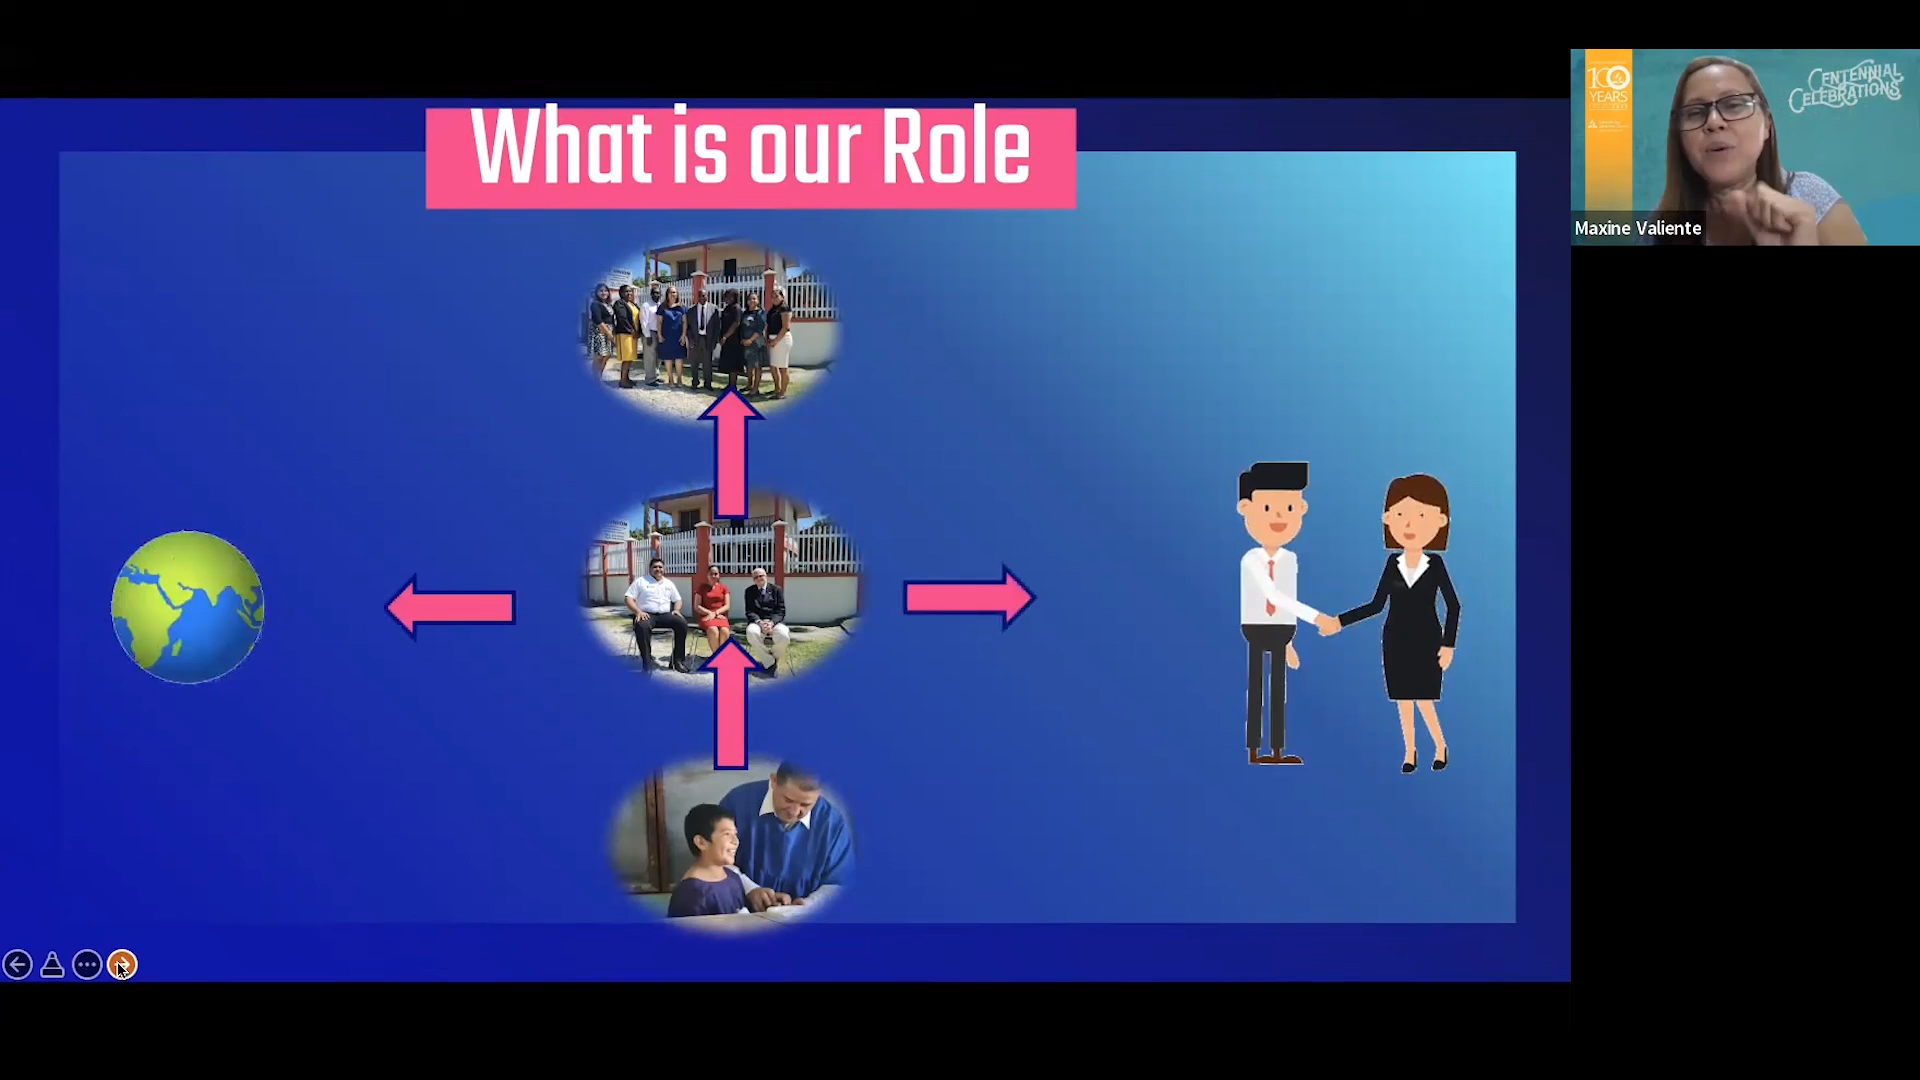 What is our Role
100
YEARS
CENTENNIAL
CELEBRATIONS
Maxine Valiente